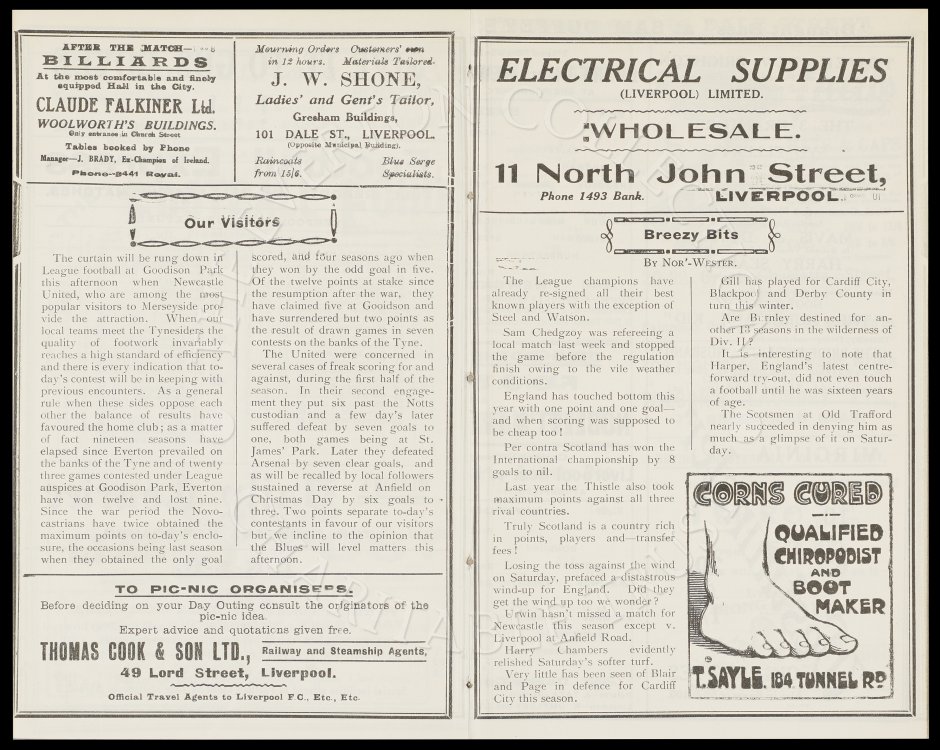 AFTER THE MATCH—
BILLIARDS
At the most comfortable and finely
equipped Hall in the City.
CLAUDE FALKINER Ltd.
WOOLWORTH'S BUILDINGS.
Only entrance in Church Street
Tables booked by Phone
Manager—J. BRADY, Ex-Champion of Ireland.
Phone—8441 Royal.
Mourning Orders Customers' own
in 12 hours. Materials Tailored.
J. W. SHONE,
Ladies' and Gent's Tailor,
Gresham Buildings,
101 DALE ST., LIVERPOOL.
(Opposite Municipal Building).
Raincoats Blue Serge
from 15/6. Specialists.
Our Visitors
The curtain will be rung down in
League football at Goodison Park
this afternoon when Newcastle
United, who are among the most
popular visitors to Merseyside pro-
vide the attraction. When our
local teams meet the Tynesiders the
quality of footwork invariably
reaches a high standard of efficiency
and there is every indication that to-
day's contest will be in keeping with
previous encounters. As a general
rule when these sides oppose each
other the balance of results have
favoured the home club; as a matter
of fact nineteen seasons have
elapsed since Everton prevailed on
the banks of the Tyne and of twenty
three games contested under League
auspices at Goodison Park, Everton
have won twelve and lost nine.
Since the war period the Novo-
castrians have twice obtained the
maximum points on to-day's enclo-
sure, the occasions being last season
when they obtained the only goal
scored, and four seasons ago when
they won by the odd goal in five.
Of the twelve points at stake since
the resumption after the war, they
have claimed five at Gooidson and
have surrendered but two points as
the result of drawn games in seven
contests on the banks of the Tyne.
The United were concerned in
several cases of freak scoring for and
against, during the first half of the
season. In their second engage-
ment they put six past the Notts
custodian and a few day's later
suffered defeat by seven goals to
one, both games being at St.
James' Park. Later they defeated
Arsenal by seven clear goals, and
as will be recalled by local followers
sustained a reverse at Anfield on
Christmas Day by six goals to
three. Two points separate to-day's
contestants in favour of our visitors
but we incline to the opinion that
the Blues will level matters this
afternoon.
TO PIC-NIC ORGANISERS.
Before deciding on your Day Outing consult the originators of the
pic-nic idea.
Expert advice and quotations given free.
THOMAS COOK & SON LTD., Railway and Steamship Agents,
49 Lord Street, Liverpool.
Official Travel Agents to Liverpool F.C., Etc., Etc.
ELECTRICAL SUPPLIES
(LIVERPOOL) LIMITED.
WHOLESALE.
11 North John Street,
Phone 1493 Bank. LIVERPOOL.
Breezy Bits
By Nor'-Wester.
The League champions have
already re-signed all their best
known players with the exception of
Steel and Watson.
Sam Chedgzoy was refereeing a
local match last week and stopped
the game before the regulation
finish owing to the vile weather
conditions.
England has touched bottom this
year with one point and one goal—
and when scoring was supposed to
be cheap too!
Per contra Scotland has won the
International championship by 8
goals to nil.
Last year the Thistle also took
maximum points against all three
rival countries.
Truly Scotland is a country rich
in points, players and—transfer
fees!
Losing the toss against the wind
on Saturday, prefaced a distastrous
wind-up for England. Did they
get the wind up too we wonder?
Urwin hasn't missed a match for
Newcastle this season except v.
Liverpool at Anfield Road.
Harry Chambers evidently
relished Saturday's softer turf.
Very little has been seen of Blair
and Page in defence for Cardiff
City this season.
Gill has played for Cardiff City,
Blackpool and Derby County in
turn this winter.
Are Burnley destined for an-
other 13 seasons in the wilderness of
Div. II?
It is interesting to note that
Harper, England's latest centre-
forward try-out, did not even touch
a football until he was sixteen years
of age.
The Scotsmen at Old Trafford
nearly succeeded in denying him as
much as a glimpse of it on Satur-
day.
CORNS CURED
QUALIFIED
CHIROPODIST
AND
BOOT
MAKER
T. SAYLE. 184 TUNNEL RD